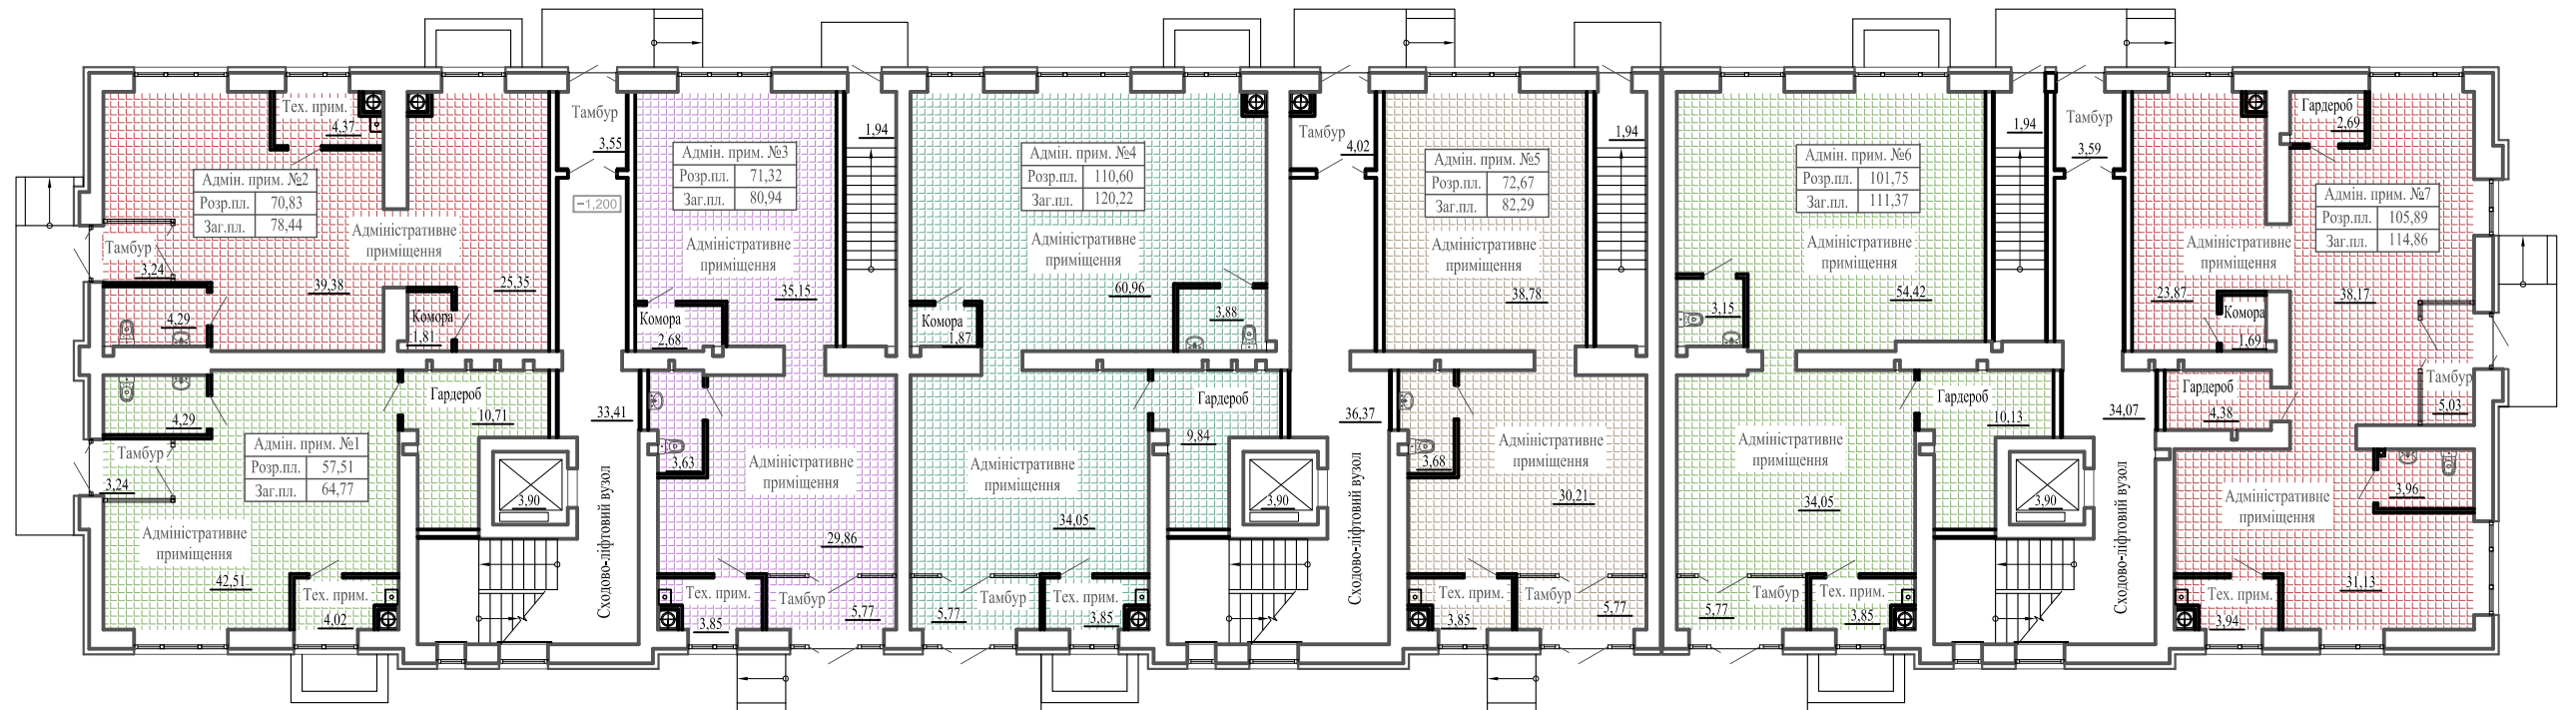 Адмін. прим. №2
Розр.пл. 70,83
Заг.пл. 78,44
Тех. прим.
4,37
Адміністративне
приміщення
Тамбур
3,24
39,38
25,35
4,29
Комора
1,81
Адмін. прим. №1
Розр.пл. 57,51
Заг.пл. 64,77
4,29
Тамбур
3,24
Гардероб
10,71
Адміністративне
приміщення
42,51
Тех. прим.
4,02
Тамбур
3,55
-1,200
33,41
3,90
Сходово-ліфтовий вузол
Адмін. прим. №3
Розр.пл. 71,32
Заг.пл. 80,94
1,94
Адміністративне
приміщення
35,15
Комора
2,68
3,63
Адміністративне
приміщення
29,86
Тех. прим.
3,85
Тамбур
5,77
Адмін. прим. №4
Розр.пл. 110,60
Заг.пл. 120,22
Адміністративне
приміщення
60,96
Комора
1,87
3,88
Гардероб
9,84
Адміністративне
приміщення
34,05
5,77
Тамбур
Тех. прим.
3,85
Тамбур
4,02
36,37
3,90
Сходово-ліфтовий вузол
Адмін. прим. №5
Розр.пл. 72,67
Заг.пл. 82,29
1,94
Адміністративне
приміщення
38,78
3,68
Адміністративне
приміщення
30,21
Тех. прим.
3,85
Тамбур
5,77
Адмін. прим. №6
Розр.пл. 101,75
Заг.пл. 111,37
1,94
Адміністративне
приміщення
54,42
3,15
Гардероб
10,13
Адміністративне
приміщення
34,05
5,77
Тамбур
Тех. прим.
3,85
Тамбур
3,59
34,07
3,90
Сходово-ліфтовий вузол
Гардероб
2,69
Адмін. прим. №7
Розр.пл. 105,89
Заг.пл. 114,86
Адміністративне
приміщення
23,87
38,17
Комора
1,69
Гардероб
4,38
Тамбур
5,03
3,96
Адміністративне
приміщення
31,13
Тех. прим.
3,94